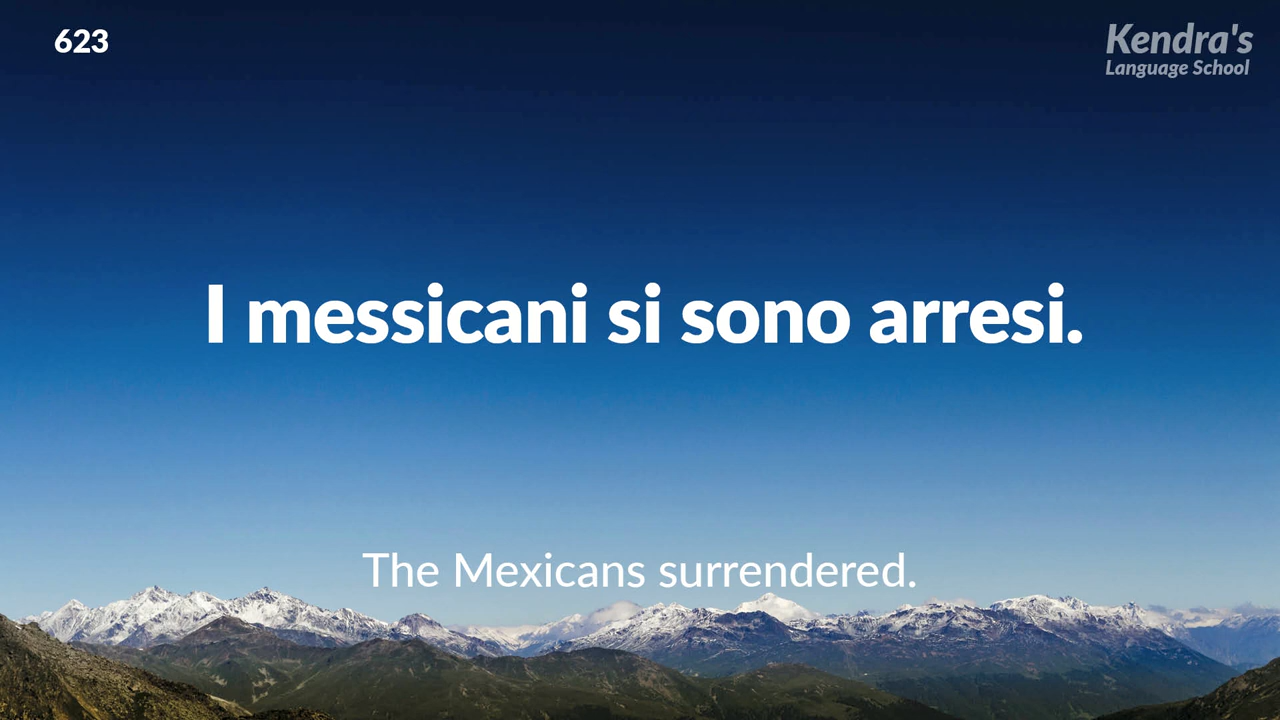 623
Kendra's
Language School
I messicani si sono arresi.
The Mexicans surrendered.